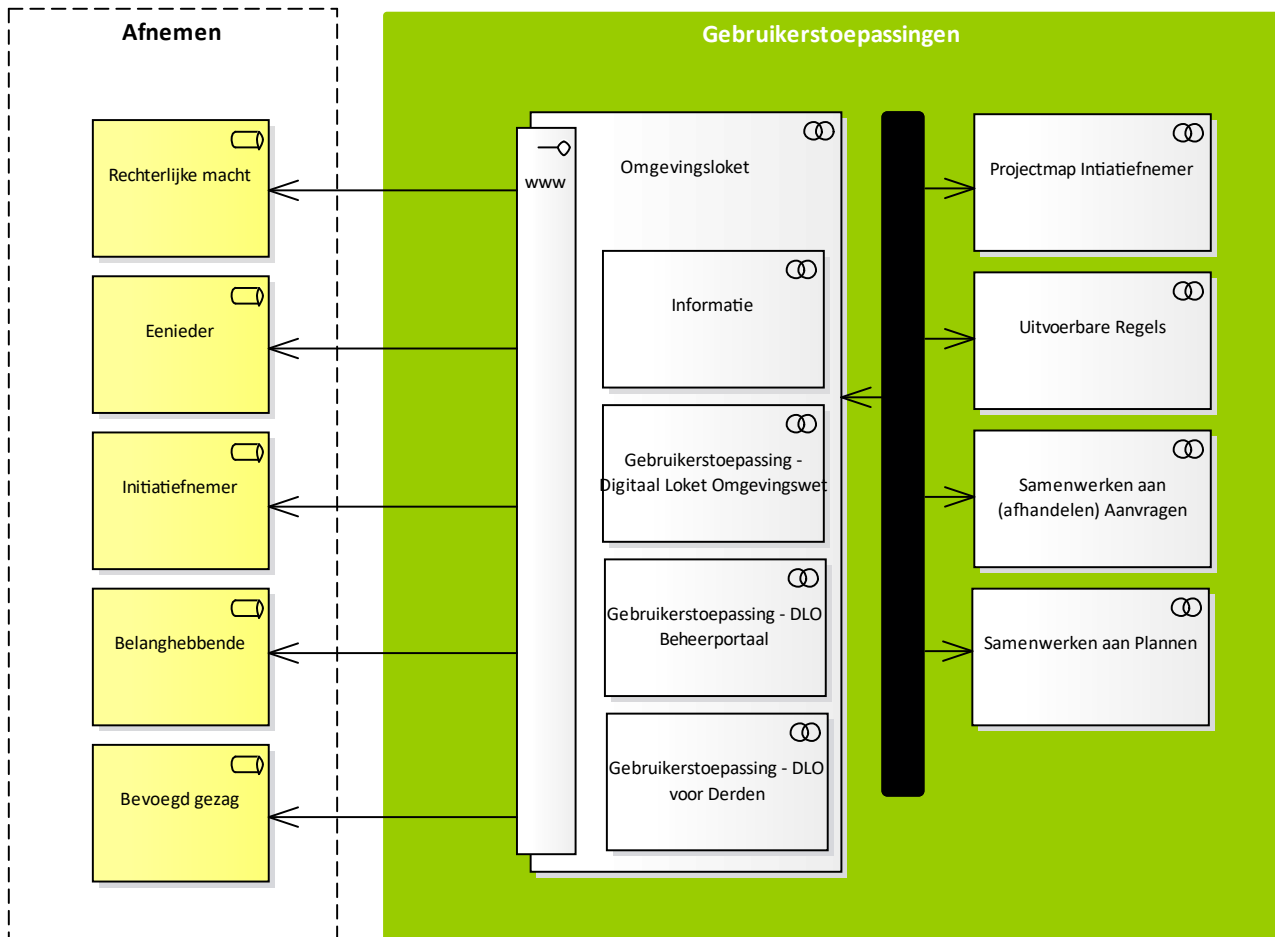 Afnemen
Rechterlijke macht
Eenieder
Initiatiefnemer
Belanghebbende
Bevoegd gezag
Gebruikerstoepassingen
www
Omgevingsloket
Informatie
Gebruikerstoepassing -
Digitaal Loket Omgevingswet
Gebruikerstoepassing - DLO
Beheerportaal
Gebruikerstoepassing - DLO
voor Derden
Projectmap Intiatiefnemer
Uitvoerbare Regels
Samenwerken aan
(afhandelen) Aanvragen
Samenwerken aan Plannen